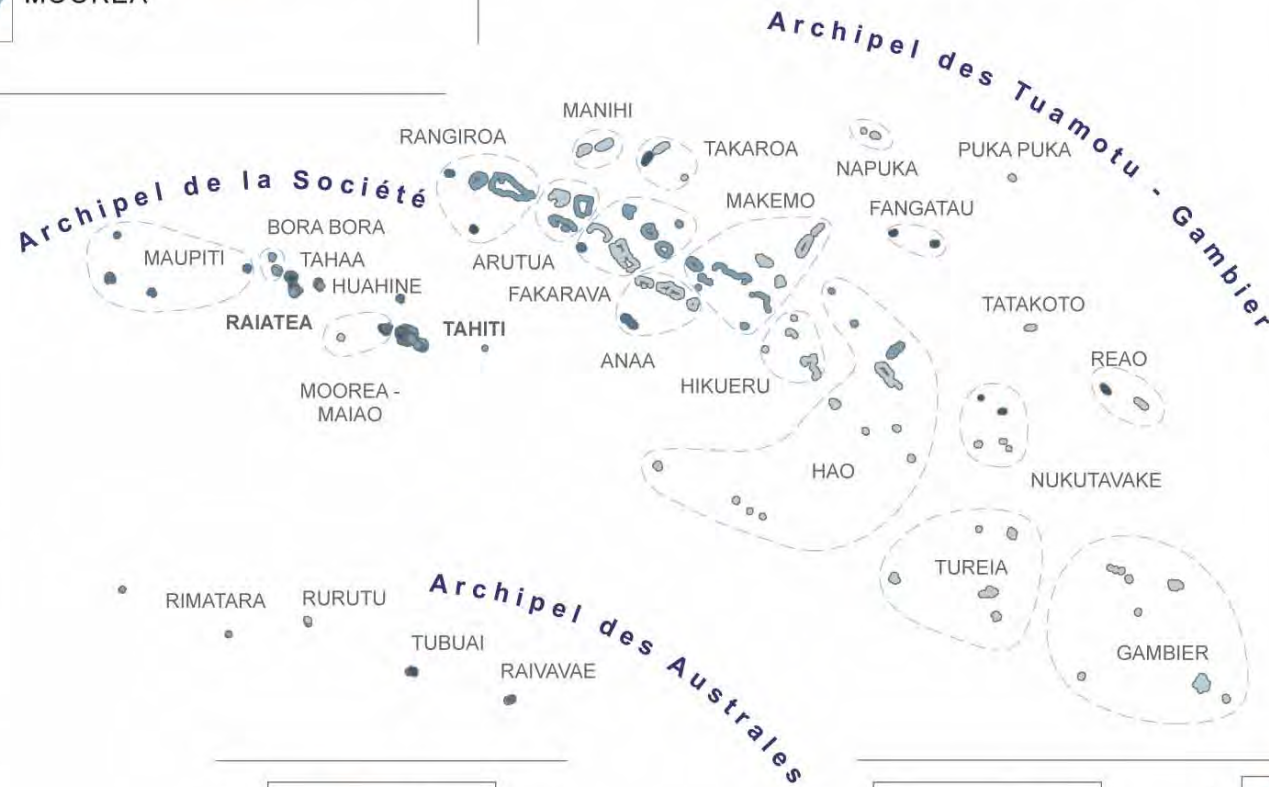 MOOREA
Archipel des Tuamotu - Gambier
MANIHI
RANGIROA
TAKAROA
NAPUKA
PUKA PUKA
Archipel de la Société
MAKEMO
FANGATAU
BORA BORA
MAUPITI
TAHAA
ARUTUA
HUAHINE
FAKARAVA
TATAKOTO
RAIATEA
TAHITI
REAO
ANAA
HIKUERU
MOOREA -
MAIAO
HAO
NUKUTAVAKE
TUREIA
Archipel des Australes
RIMATARA
RURUTU
TUBUAI
GAMBIER
RAIVAVAE